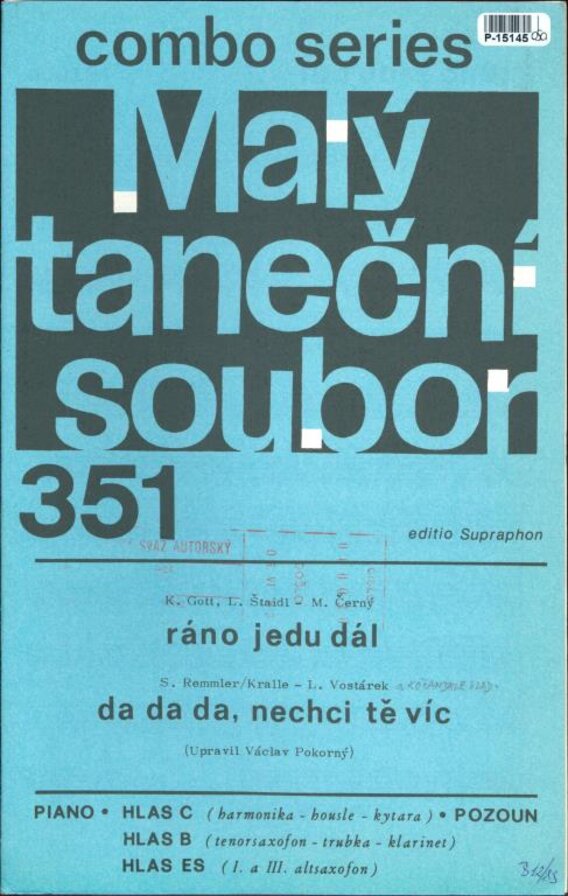 combo series
P-15145
Malý
taneční
soubor
351
editio Supraphon
SVAZ AUTORSKÝ
K. Gott, L. Štaidl - M. Černý
ráno jedu dál
S. Remmler/Kralle - L. Vostárek
da da da, nechci tě víc
(Upravil Václav Pokorný)
PIANO • HLAS C (harmonika - housle - kytara) • POZOUN
HLAS B (tenorsaxofon - trubka - klarinet)
HLAS ES (I. a III. altsaxofon)